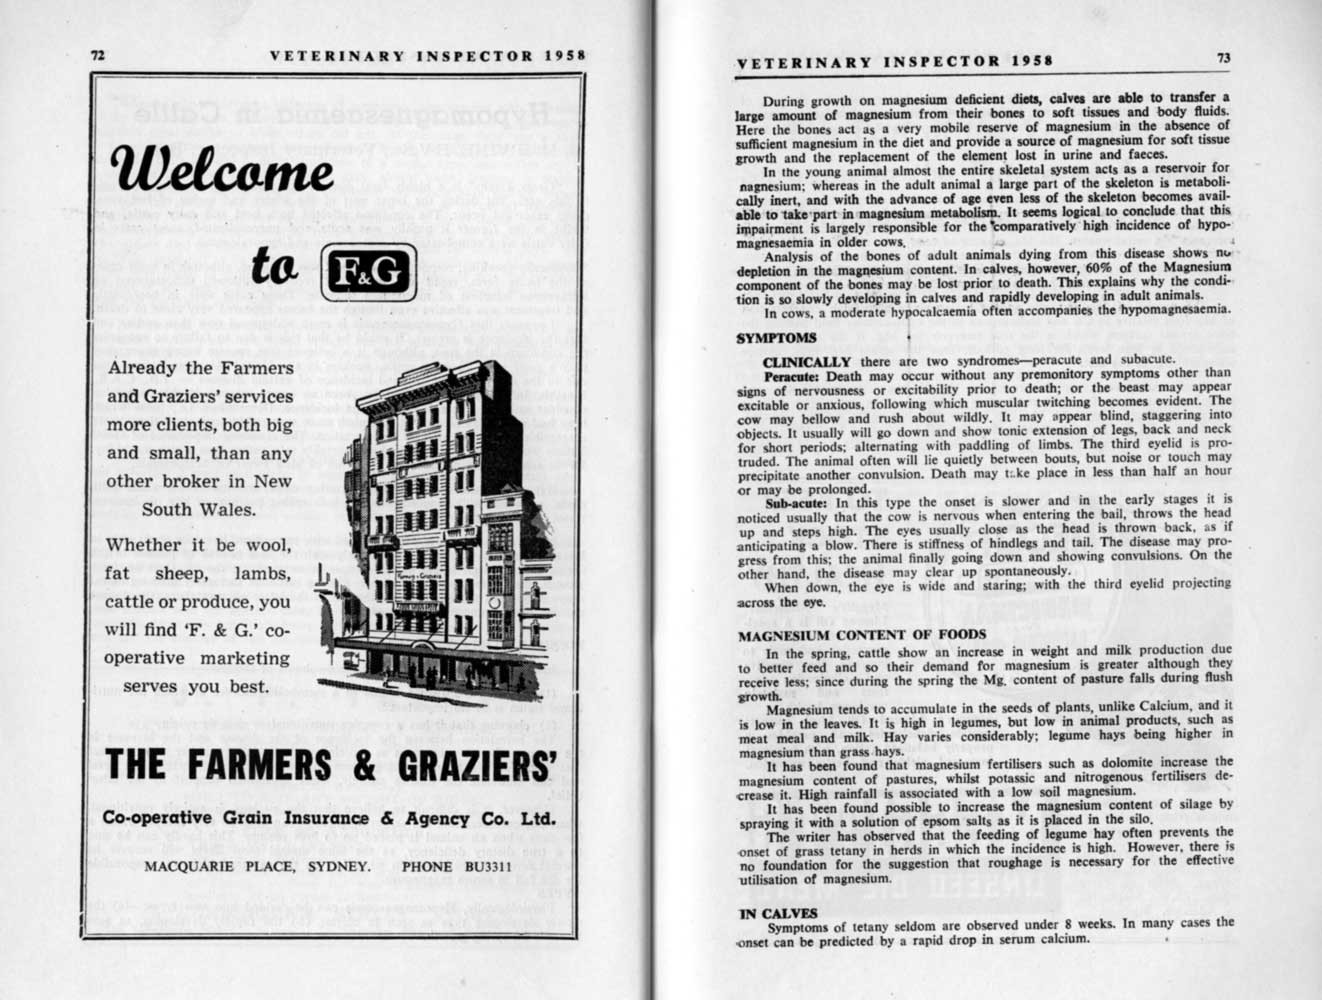 72
VETERINARY INSPECTOR 1958
Welcome
to F&G
Already the Farmers
and Graziers' services
more clients, both big
and small, than any
other broker in New
South Wales.
Whether it be wool,
fat sheep, lambs,
cattle or produce, you
will find 'F. & G.' co-
operative marketing
serves you best.
Farmers & Graziers
THE FARMERS & GRAZIERS'
Co-operative Grain Insurance & Agency Co. Ltd.
MACQUARIE PLACE, SYDNEY. PHONE BU3311
VETERINARY INSPECTOR 1958
73
During growth on magnesium deficient diets, calves are able to transfer a
large amount of magnesium from their bones to soft tissues and body fluids.
Here the bones act as a very mobile reserve of magnesium in the absence of
sufficient magnesium in the diet and provide a source of magnesium for soft tissue
growth and the replacement of the element lost in urine and faeces.
In the young animal almost the entire skeletal system acts as a reservoir for
nagnesium; whereas in the adult animal a large part of the skeleton is metaboli-
cally inert, and with the advance of age even less of the skeleton becomes avail-
able to take part in magnesium metabolism. It seems logical to conclude that this
impairment is largely responsible for the comparatively high incidence of hypo-
magnesaemia in older cows.
Analysis of the bones of adult animals dying from this disease shows no
depletion in the magnesium content. In calves, however, 60% of the Magnesium
component of the bones may be lost prior to death. This explains why the condi-
tion is so slowly developing in calves and rapidly developing in adult animals.
In cows, a moderate hypocalcaemia often accompanies the hypomagnesaemia.
SYMPTOMS
CLINICALLY there are two syndromes—peracute and subacute.
Peracute: Death may occur without any premonitory symptoms other than
signs of nervousness or excitability prior to death; or the beast may appear
excitable or anxious, following which muscular twitching becomes evident. The
cow may bellow and rush about wildly. It may appear blind, staggering into
objects. It usually will go down and show tonic extension of legs, back and neck
for short periods; alternating with paddling of limbs. The third eyelid is pro-
truded. The animal often will lie quietly between bouts, but noise or touch may
precipitate another convulsion. Death may take place in less than half an hour
or may be prolonged.
Sub-acute: In this type the onset is slower and in the early stages it is
noticed usually that the cow is nervous when entering the bail, throws the head
up and steps high. The eyes usually close as the head is thrown back, as if
anticipating a blow. There is stiffness of hindlegs and tail. The disease may pro-
gress from this; the animal finally going down and showing convulsions. On the
other hand, the disease may clear up spontaneously.
When down, the eye is wide and staring; with the third eyelid projecting
across the eye.
MAGNESIUM CONTENT OF FOODS
In the spring, cattle show an increase in weight and milk production due
to better feed and so their demand for magnesium is greater although they
receive less; since during the spring the Mg. content of pasture falls during flush
growth.
Magnesium tends to accumulate in the seeds of plants, unlike Calcium, and it
is low in the leaves. It is high in legumes, but low in animal products, such as
meat meal and milk. Hay varies considerably; legume hays being higher in
magnesium than grass hays.
It has been found that magnesium fertilisers such as dolomite increase the
magnesium content of pastures, whilst potassic and nitrogenous fertilisers de-
crease it. High rainfall is associated with a low soil magnesium.
It has been found possible to increase the magnesium content of silage by
spraying it with a solution of epsom salts as it is placed in the silo.
The writer has observed that the feeding of legume hay often prevents the
onset of grass tetany in herds in which the incidence is high. However, there is
no foundation for the suggestion that roughage is necessary for the effective
utilisation of magnesium.
IN CALVES
Symptoms of tetany seldom are observed under 8 weeks. In many cases the
onset can be predicted by a rapid drop in serum calcium.